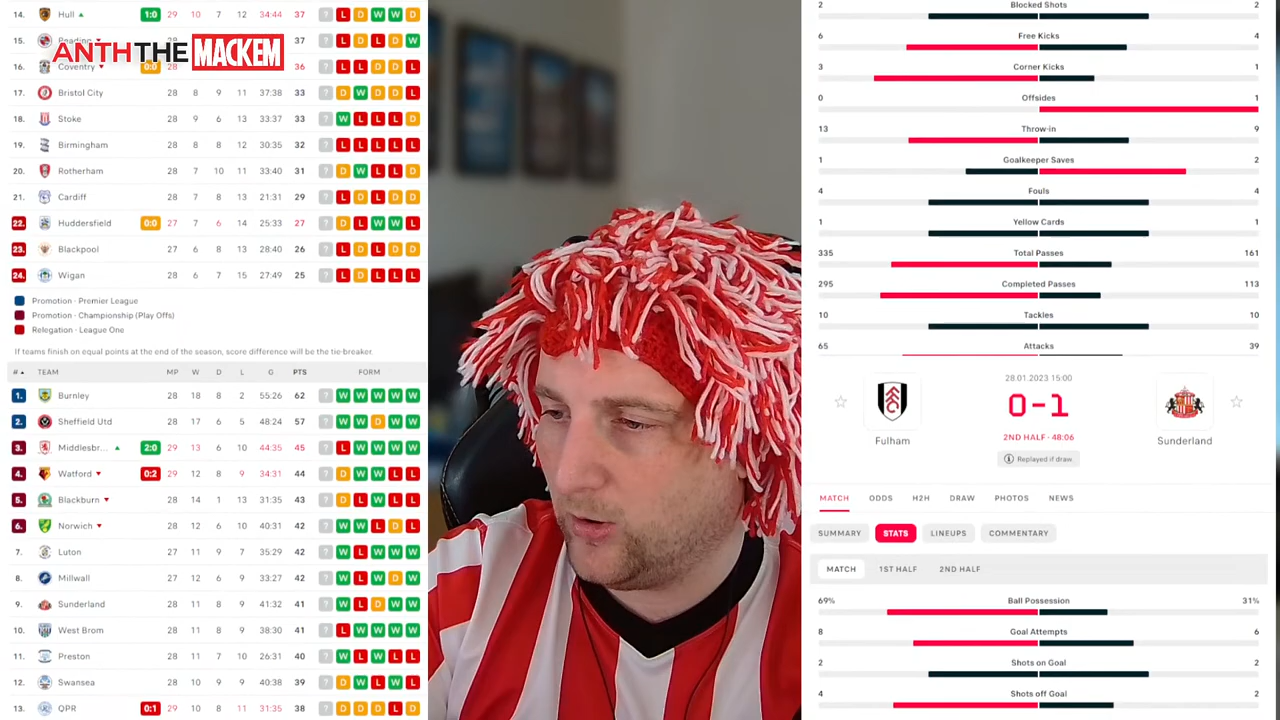 14. Hull 1:0 29 10 7 12 34:44 37 ? L D W W D
15. Reading 28 37 ? L D L D W
ANTHTHE MACKEM
16. Coventry 0:0 28 36 ? L L D D L
17. Bristol City 28 8 9 11 37:38 33 ? D W D D L
18. Stoke 28 9 6 13 33:37 33 ? W L L L D
19. Birmingham 28 8 8 12 30:35 32 ? L L L L L
20. Rotherham 28 7 10 11 33:40 31 ? D W L L D
21. Cardiff 28 7 8 13 21:31 29 ? L D L D D
22. Huddersfield 0:0 27 7 6 14 25:33 27 ? D L W W L
23. Blackpool 27 6 8 13 28:40 26 ? L D L D D
24. Wigan 28 6 7 15 27:49 25 ? L D L L L
Promotion - Premier League
Promotion - Championship (Play Offs)
Relegation - League One
If teams finish on equal points at the end of the season, score difference will be the tie-breaker.
# TEAM MP W D L G PTS FORM
1. Burnley 28 18 8 2 55:26 62 ? W W W W W
2. Sheffield Utd 28 17 6 5 48:24 57 ? W W D W W
3. Middlesbr... 2:0 29 13 6 10 44:35 45 ? L W W W W
4. Watford 0:2 29 12 8 9 34:31 44 ? D W W L L
5. Blackburn 28 14 1 13 31:35 43 ? D L W L L
6. Norwich 28 12 6 10 40:31 42 ? W W L D L
7. Luton 27 11 9 7 35:29 42 ? W L W W W
8. Millwall 27 12 6 9 33:27 42 ? W L W D W
9. Sunderland 28 11 8 9 41:32 41 ? W L D W W
10. West Brom 28 11 8 9 38:30 41 ? L W W W W
11. Preston 28 11 7 10 26:31 40 ? W L W L L
12. Swansea 28 10 9 9 40:38 39 ? D W L W L
13. QPR 0:1 29 10 8 11 31:35 38 ? D D D L D
2 Blocked Shots 2
6 Free Kicks 4
3 Corner Kicks 1
0 Offsides 1
13 Throw-in 9
1 Goalkeeper Saves 2
4 Fouls 4
1 Yellow Cards 1
335 Total Passes 161
295 Completed Passes 113
10 Tackles 10
65 Attacks 39
28.01.2023 15:00
0-1
Fulham
2ND HALF - 48:06
Sunderland
Replayed if draw
MATCH ODDS H2H DRAW PHOTOS NEWS
SUMMARY STATS LINEUPS COMMENTARY
MATCH 1ST HALF 2ND HALF
69% Ball Possession 31%
8 Goal Attempts 6
2 Shots on Goal 2
4 Shots off Goal 2